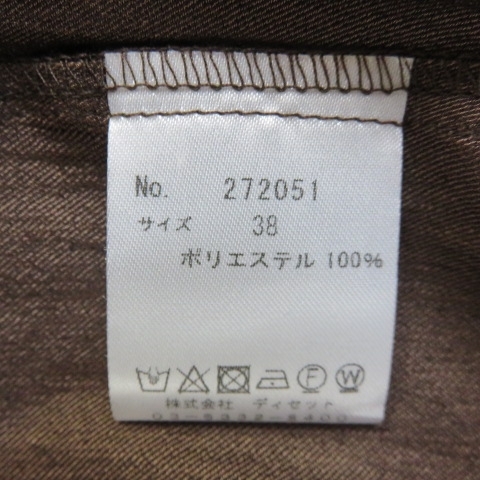 No. 272051
サイズ 38
ポリエステル 100%
F W
株式会社 ディセット